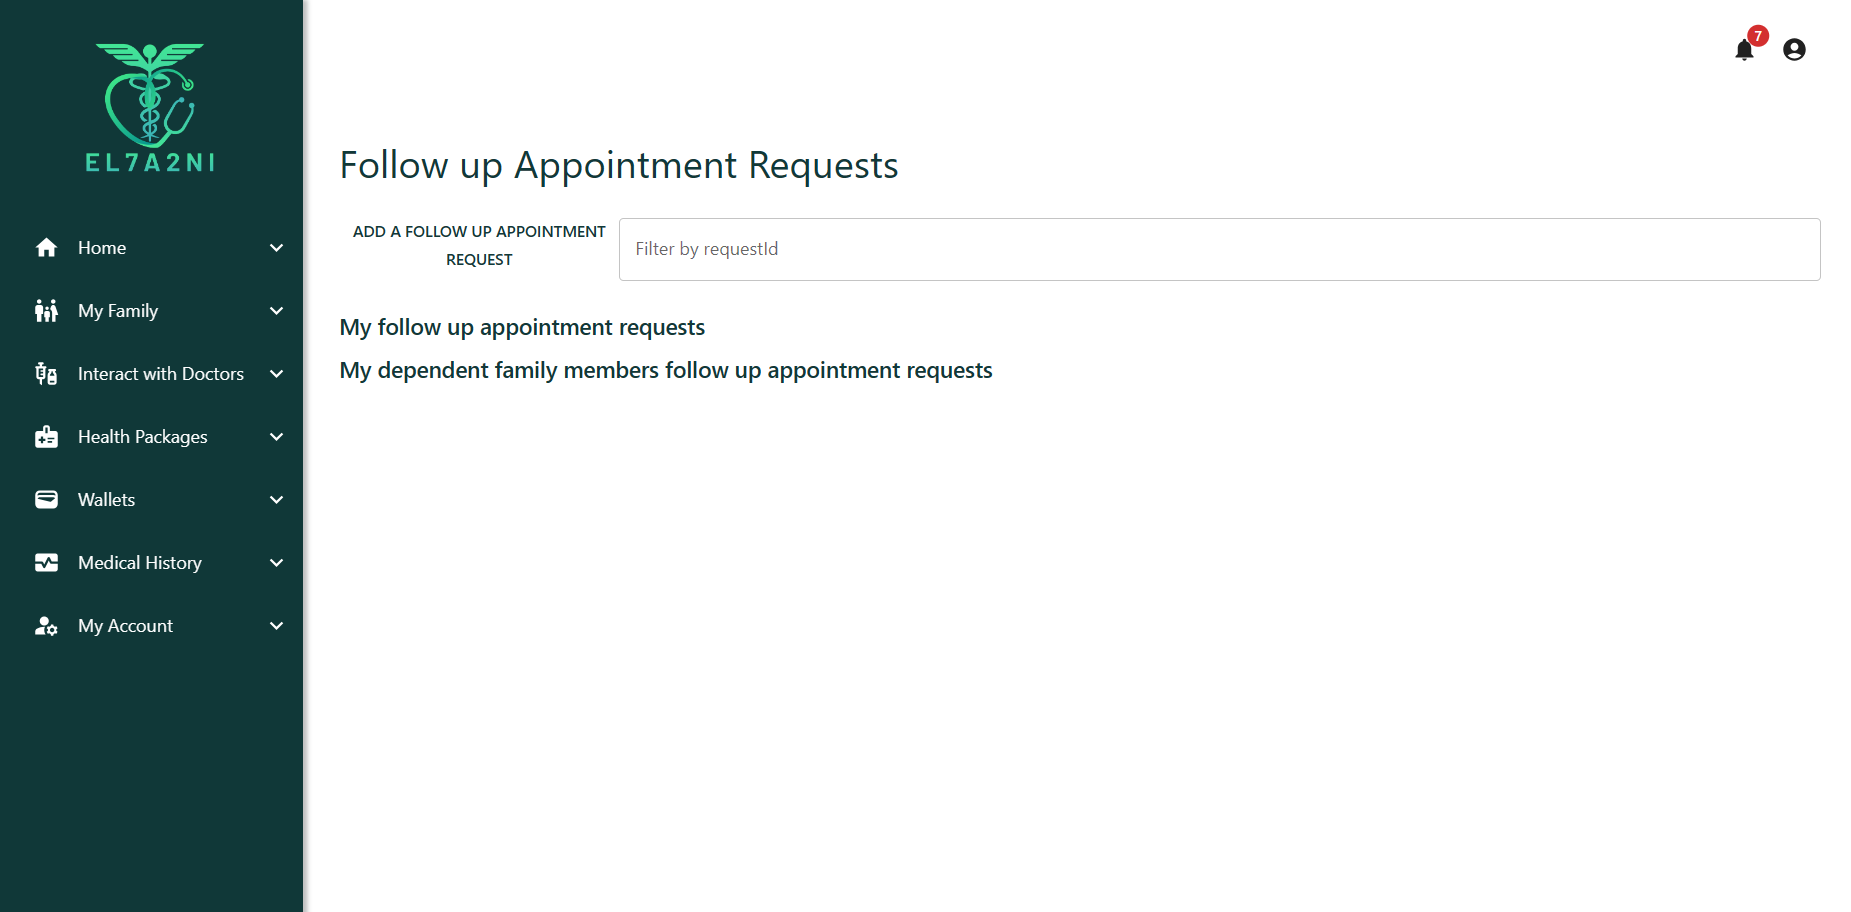 EL7A2NI
Home
My Family
Interact with Doctors
Health Packages
Wallets
Medical History
My Account
7
Follow up Appointment Requests
ADD A FOLLOW UP APPOINTMENT
REQUEST
Filter by requestId
My follow up appointment requests
My dependent family members follow up appointment requests